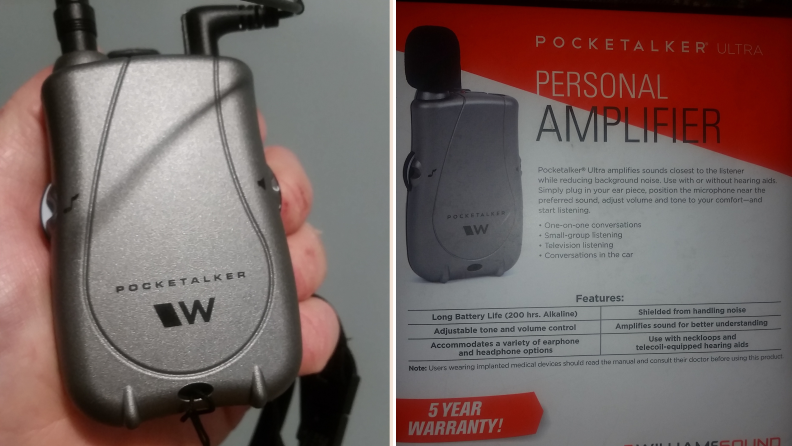 POCKETALKER
W
POCKETALKER® ULTRA
PERSONAL
AMPLIFIER
Pocketalker® Ultra amplifies sounds closest to the listener
while reducing background noise. Use with or without hearing aids.
Simply plug in your ear piece, position the microphone near the
preferred sound, adjust volume and tone to your comfort—and
start listening.
• One-on-one conversations
• Small-group listening
• Television listening
• Conversations in the car
POCKETALKER
W
Features:
Long Battery Life (200 hrs. Alkaline)
Shielded from handling noise
Adjustable tone and volume control
Amplifies sound for better understanding
Accommodates a variety of earphone
and headphone options
Use with neckloops and
telecoil-equipped hearing aids
Note: Users wearing implanted medical devices should read the manual and consult their doctor before using this product
5 YEAR
WARRANTY!
WILLIAMS SOUND